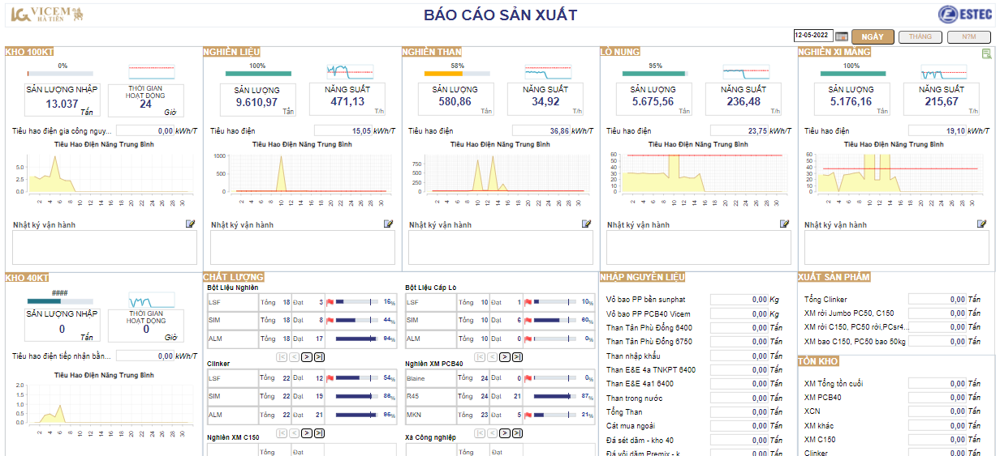 VICEM
HÀ TIÊN
BÁO CÁO SẢN XUẤT
ESTEC
12-05-2022
NGÀY
THÁNG
N?M
KHO 100KT
0%
SẢN LƯỢNG NHẬP
13.037
Tấn
THỜI GIAN
HOẠT ĐỘNG
24
Giờ
Tiêu hao điện gia công nguy...
0,00 kWh/T
Tiêu Hao Điện Năng Trung Bình
5.0
2.5
0.0
2 4 6 8 10 12 14 16 18 20 22 24 26 28 30
Nhật ký vận hành
NGHIỀN LIỆU
100%
SẢN LƯỢNG
9.610,97
Tấn
NĂNG SUẤT
471,13
T/h
Tiêu hao điện
15,05 kWh/T
Tiêu Hao Điện Năng Trung Bình
1000
500
0
2 4 6 8 10 12 14 16 18 20 22 24 26 28 30
Nhật ký vận hành
NGHIỀN THAN
58%
SẢN LƯỢNG
580,86
Tấn
NĂNG SUẤT
34,92
T/h
Tiêu hao điện
36,86 kWh/T
Tiêu Hao Điện Năng Trung Bình
750
500
250
0
2 4 6 8 10 12 14 16 18 20 22 24 26 28 30
Nhật ký vận hành
LÒ NUNG
95%
SẢN LƯỢNG
5.675,56
Tấn
NĂNG SUẤT
236,48
T/h
Tiêu hao điện
23,75 kWh/T
Tiêu Hao Điện Năng Trung Bình
60
50
40
30
20
10
0
2 4 6 8 10 12 14 16 18 20 22 24 26 28 30
Nhật ký vận hành
NGHIỀN XI MĂNG
100%
SẢN LƯỢNG
5.176,16
Tấn
NĂNG SUẤT
215,67
T/h
Tiêu hao điện
19,10 kWh/T
Tiêu Hao Điện Năng Trung Bình
60
50
40
30
20
10
0
2 4 6 8 10 12 14 16 18 20 22 24 26 28 30
Nhật ký vận hành
KHO 40KT
####
SẢN LƯỢNG NHẬP
0
Tấn
THỜI GIAN
HOẠT ĐỘNG
0
Giờ
Tiêu hao điện tiếp nhận bằn...
0,00 kWh/T
Tiêu Hao Điện Năng Trung Bình
2.0
1.5
1.0
0.5
0.0
2 4 6 8 10 12 14 16 18 20 22 24 26 28 30
CHẤT LƯỢNG
Bột Liệu Nghiền
LSF Tổng 18 Đạt 3 16%
SIM Tổng 18 Đạt 8 44%
ALM Tổng 18 Đạt 17 94%
|< < > >|
Clinker
LSF Tổng 22 Đạt 12 54%
SIM Tổng 22 Đạt 19 86%
ALM Tổng 22 Đạt 21 95%
|< < > >|
Nghiền XM C150
Tổng Đạt
Bột Liệu Cấp Lò
LSF Tổng 10 Đạt 1 10%
SIM Tổng 10 Đạt 6 60%
ALM Tổng 10 Đạt 0 0%
|< < > >|
Nghiền XM PCB40
Blaine Tổng 24 Đạt 0 0%
R45 Tổng 24 Đạt 21 87%
MKN Tổng 23 Đạt 5 21%
|< < > >|
Xá Công nghiệp
Tổng Đạt
NHẬP NGUYÊN LIỆU
Vỏ bao PP bền sunphat 0,00 Kg
Vỏ bao PP PCB40 Vicem 0,00 Kg
Than Tân Phù Đổng 6400 0,00 Tấn
Than Tân Phù Đổng 6750 0,00 Tấn
Than nhập khẩu 0,00 Tấn
Than E&E 4a TNKPT 6400 0,00 Tấn
Than E&E 4a1 6400 0,00 Tấn
Than trong nước 0,00 Tấn
Tổng Than 0,00 Tấn
Cát mua ngoài 0,00 Tấn
Đá sét dăm - kho 40 0,00 Tấn
Đá vôi dăm Premix - k 0,00 Tấn
XUẤT SẢN PHẨM
Tổng Clinker 0,00 Tấn
XM rời Jumbo PC50, C150 0,00 Tấn
XM rời C150, PC50 rời,PCsr4... 0,00 Tấn
XM bao C150, PC50 bao 50kg 0,00 Tấn
TỒN KHO
XM Tổng tồn cuối 0,00 Tấn
XM PCB40 0,00 Tấn
XCN 0,00 Tấn
XM khác 0,00 Tấn
XM C150 0,00 Tấn
Clinker 0,00 Tấn